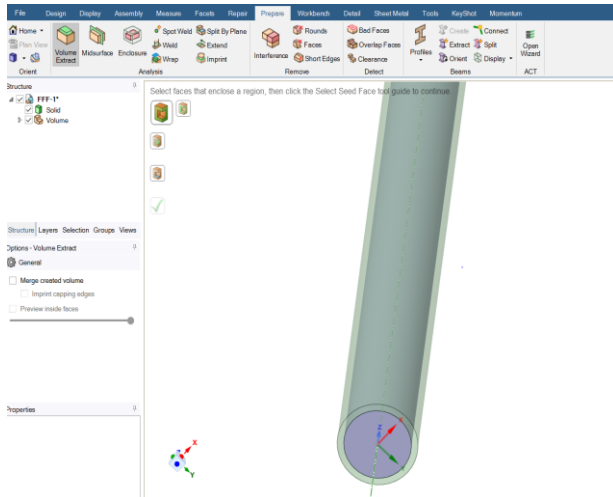 File Design Display Assembly Measure Facets Repair Prepare Workbench Detail Sheet Metal Tools KeyShot Momentum
Home
Plan View
Orient
Volume Extract
Midsurface
Enclosure
Spot Weld
Weld
Wrap
Split By Plane
Extend
Imprint
Analysis
Interference
Rounds
Faces
Short Edges
Remove
Bad Faces
Overlap Faces
Clearance
Detect
Profiles
Create
Extract
Orient
Connect
Split
Display
Beams
Open Wizard
ACT
Structure
FFF-1*
Solid
Volume
Structure Layers Selection Groups Views
Options - Volume Extract
General
Merge created volume
Imprint capping edges
Preview inside faces
Properties
Select faces that enclose a region, then click the Select Seed Face tool guide to continue.
Z
X
X
Y